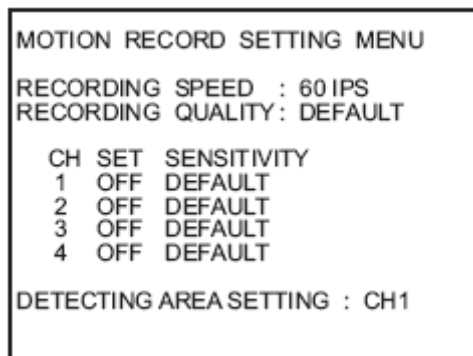 MOTION RECORD SETTING MENU
RECORDING SPEED : 60 IPS
RECORDING QUALITY : DEFAULT
CH SET SENSITIVITY
1 OFF DEFAULT
2 OFF DEFAULT
3 OFF DEFAULT
4 OFF DEFAULT
DETECTING AREA SETTING : CH1